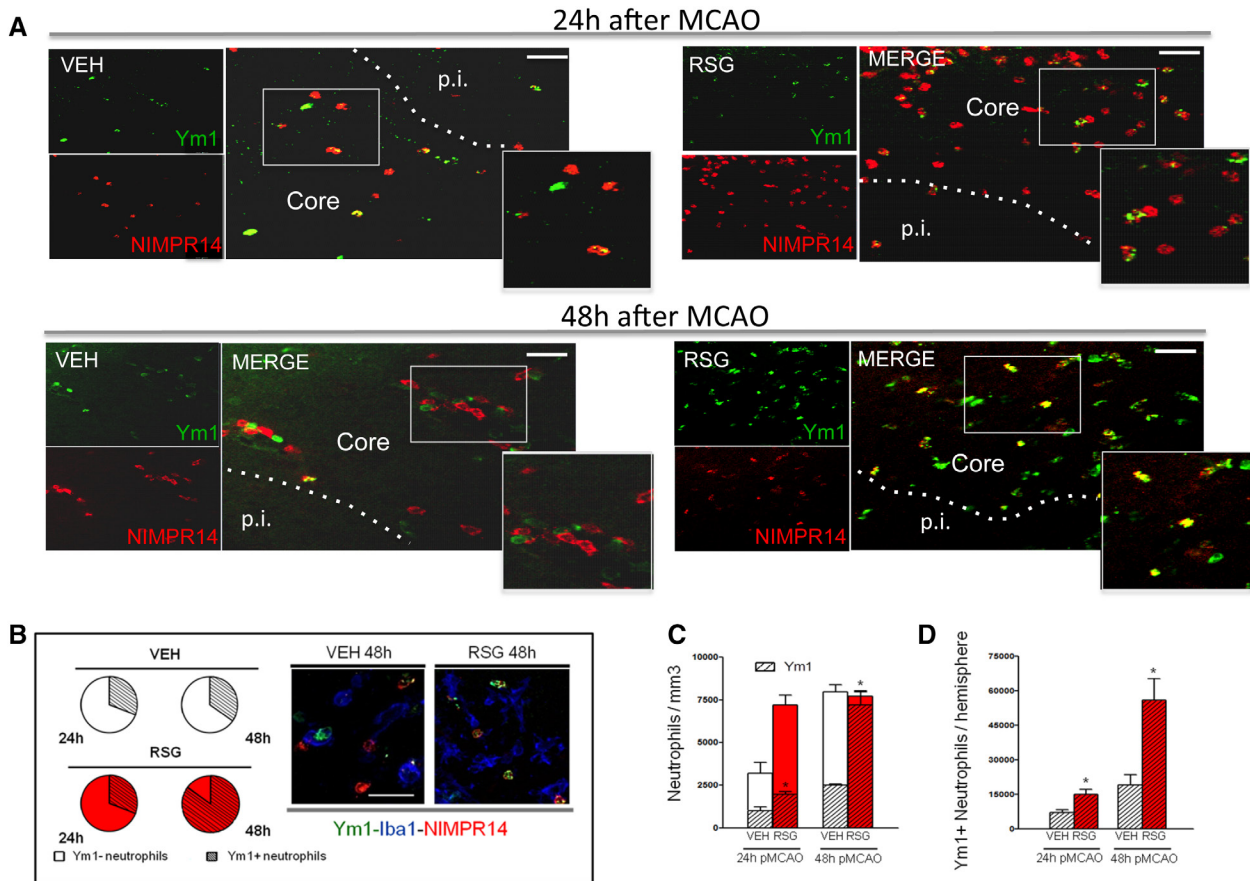 A
24h after MCAO
VEH
Ym1
NIMPR14
p.i.
Core
RSG
Ym1
NIMPR14
MERGE
Core
p.i.
48h after MCAO
VEH
Ym1
NIMPR14
MERGE
Core
p.i.
RSG
Ym1
NIMPR14
MERGE
Core
p.i.
B
VEH
24h
48h
RSG
24h
48h
Ym1- neutrophils
Ym1+ neutrophils
VEH 48h
RSG 48h
Ym1-Iba1-NIMPR14
C
Neutrophils / mm3
10000
7500
5000
2500
0
Ym1
*
*
VEH RSG
VEH RSG
24h pMCAO
48h pMCAO
D
Ym1+ Neutrophils / hemisphere
75000
60000
45000
30000
15000
0
*
*
VEH RSG
VEH RSG
24h pMCAO
48h pMCAO